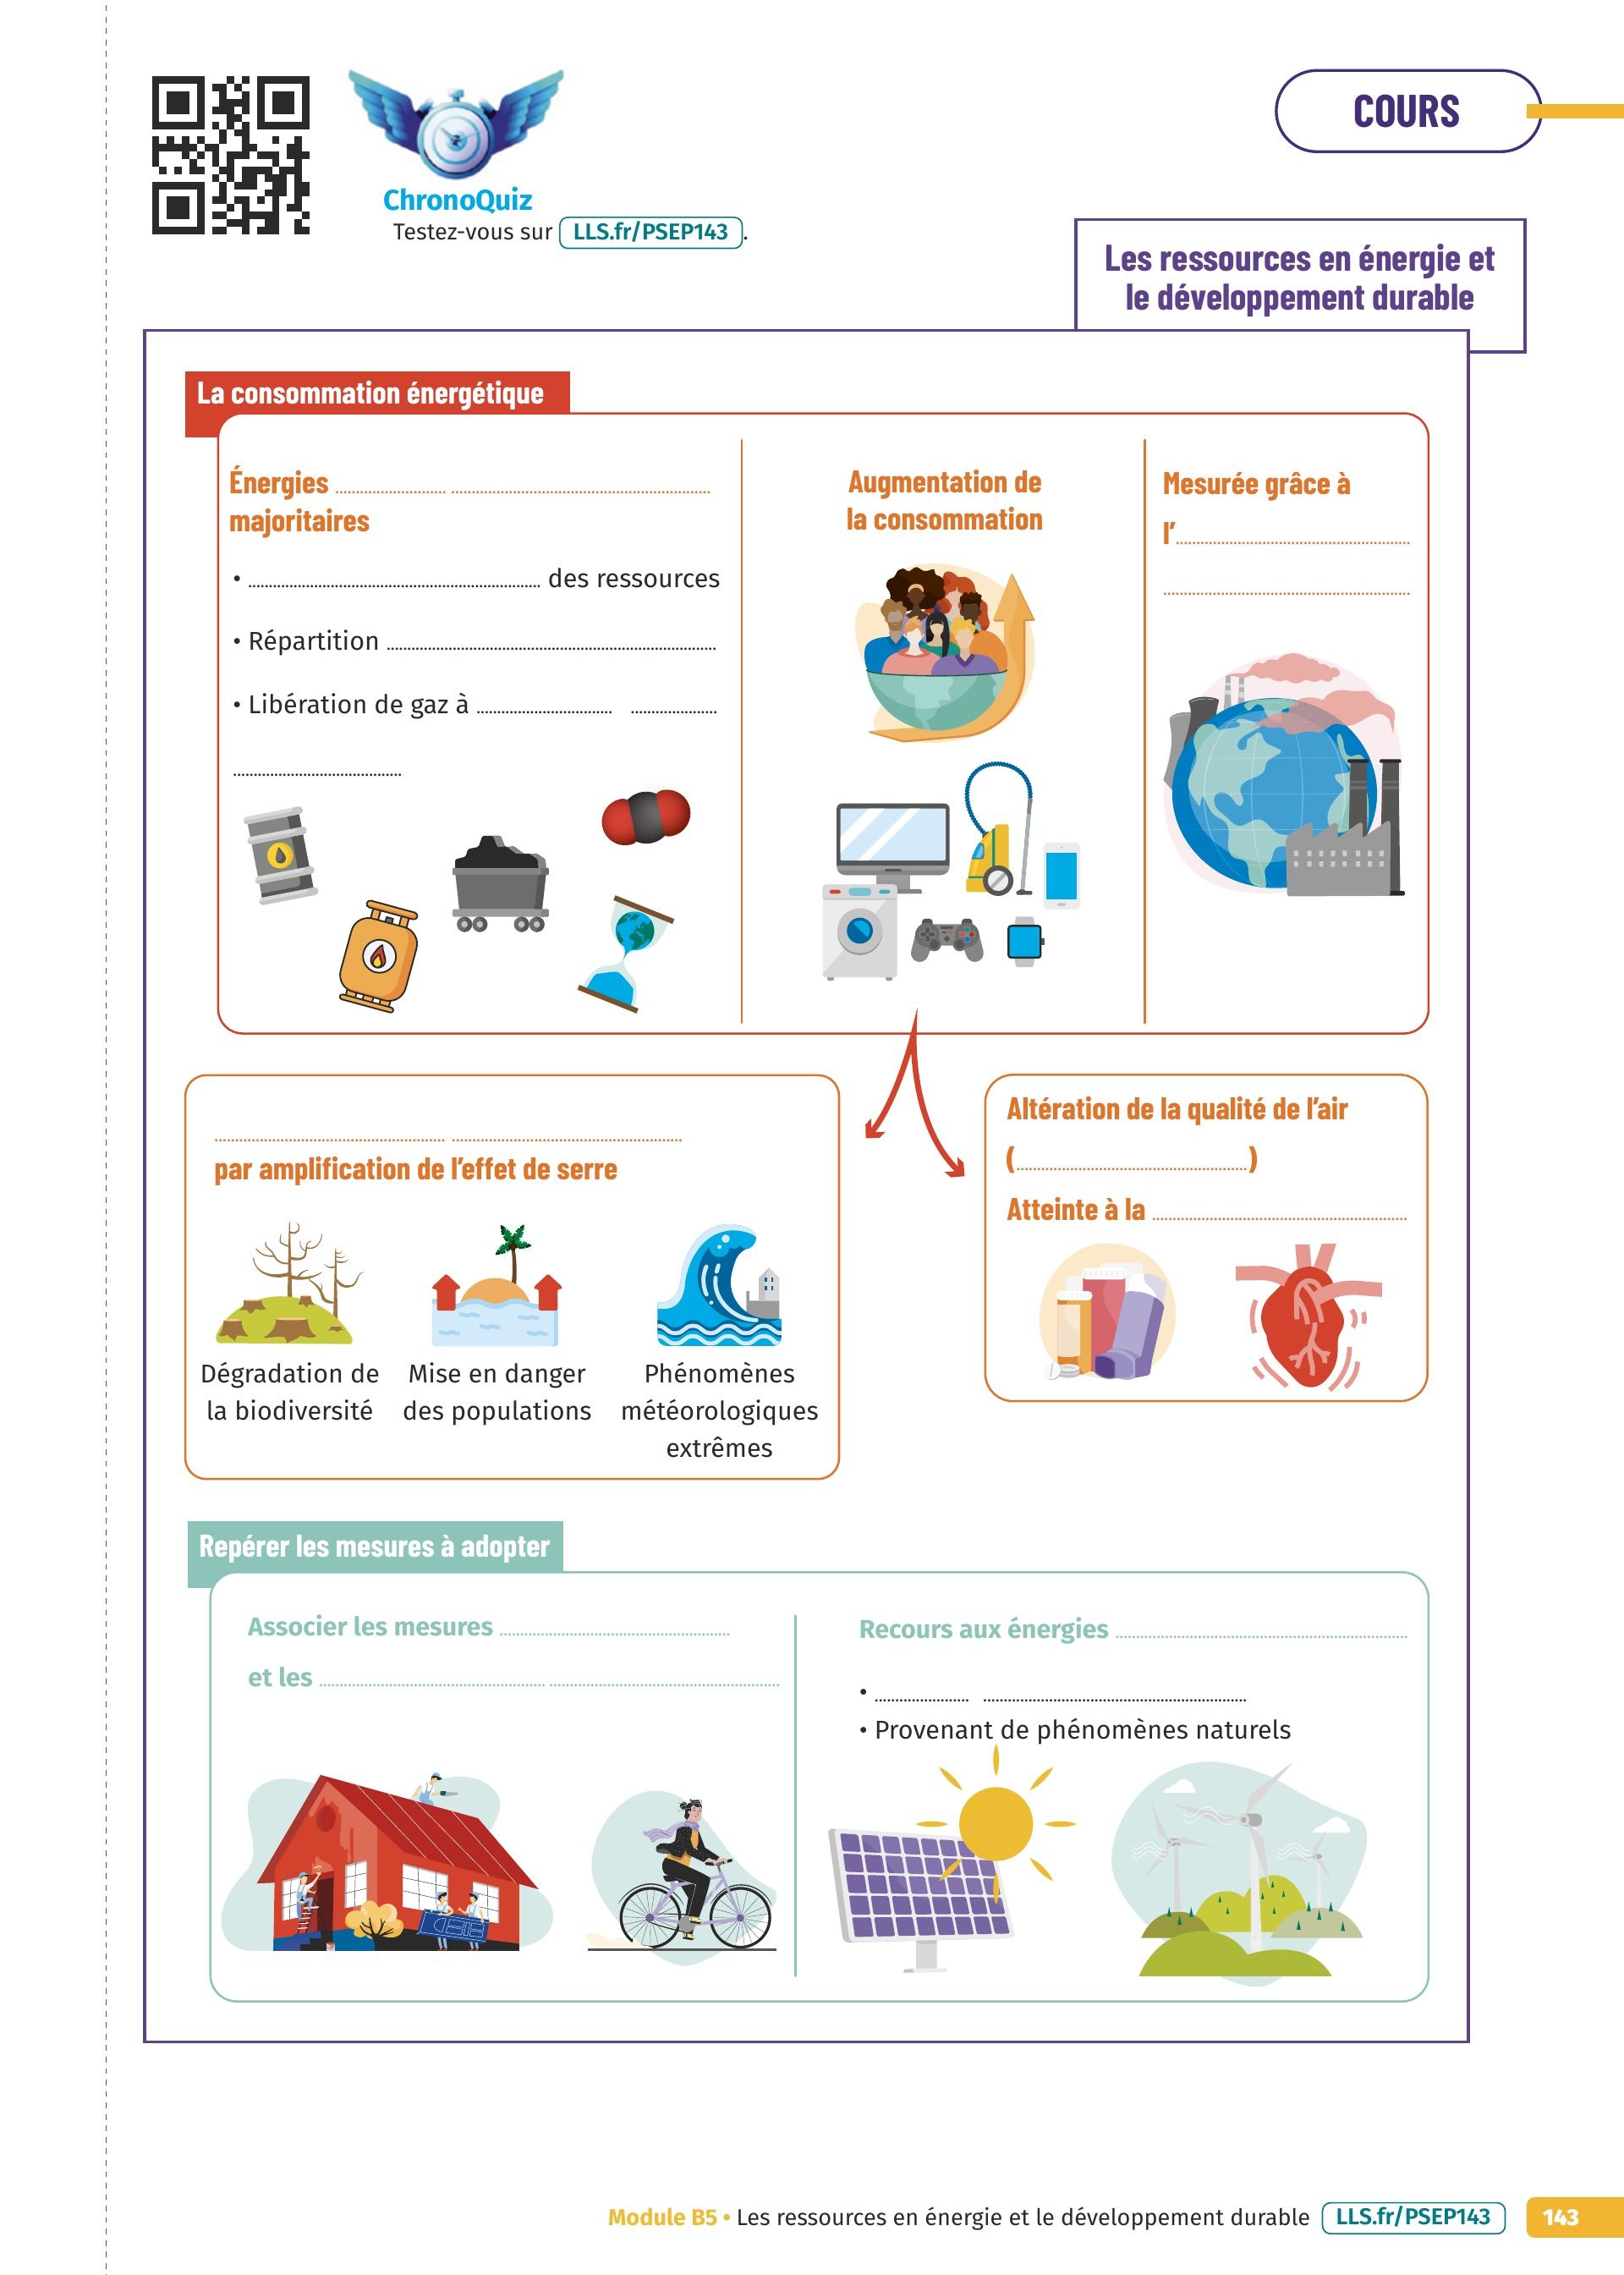 COURS
ChronoQuiz
Testez-vous sur LLS.fr/PSEP143.
Les ressources en énergie et
le développement durable
La consommation énergétique
Énergies .................... ....................
majoritaires
• .................... des ressources
• Répartition ....................
• Libération de gaz à .................... ....................
....................
Augmentation de
la consommation
Mesurée grâce à
l’....................
....................
.................... ....................
par amplification de l’effet de serre
Dégradation de
la biodiversité
Mise en danger
des populations
Phénomènes
météorologiques
extrêmes
Altération de la qualité de l’air
(....................)
Atteinte à la ....................
Repérer les mesures à adopter
Associer les mesures ....................
et les .................... ....................
Recours aux énergies ....................
• .................... ....................
• Provenant de phénomènes naturels
Module B5 • Les ressources en énergie et le développement durable LLS.fr/PSEP143 143